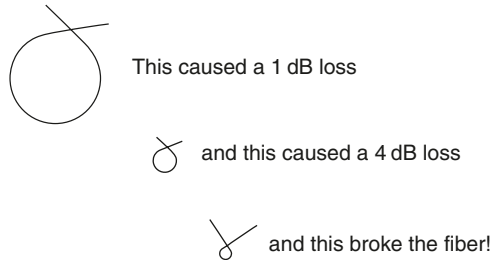 This caused a 1 dB loss
and this caused a 4 dB loss
and this broke the fiber!